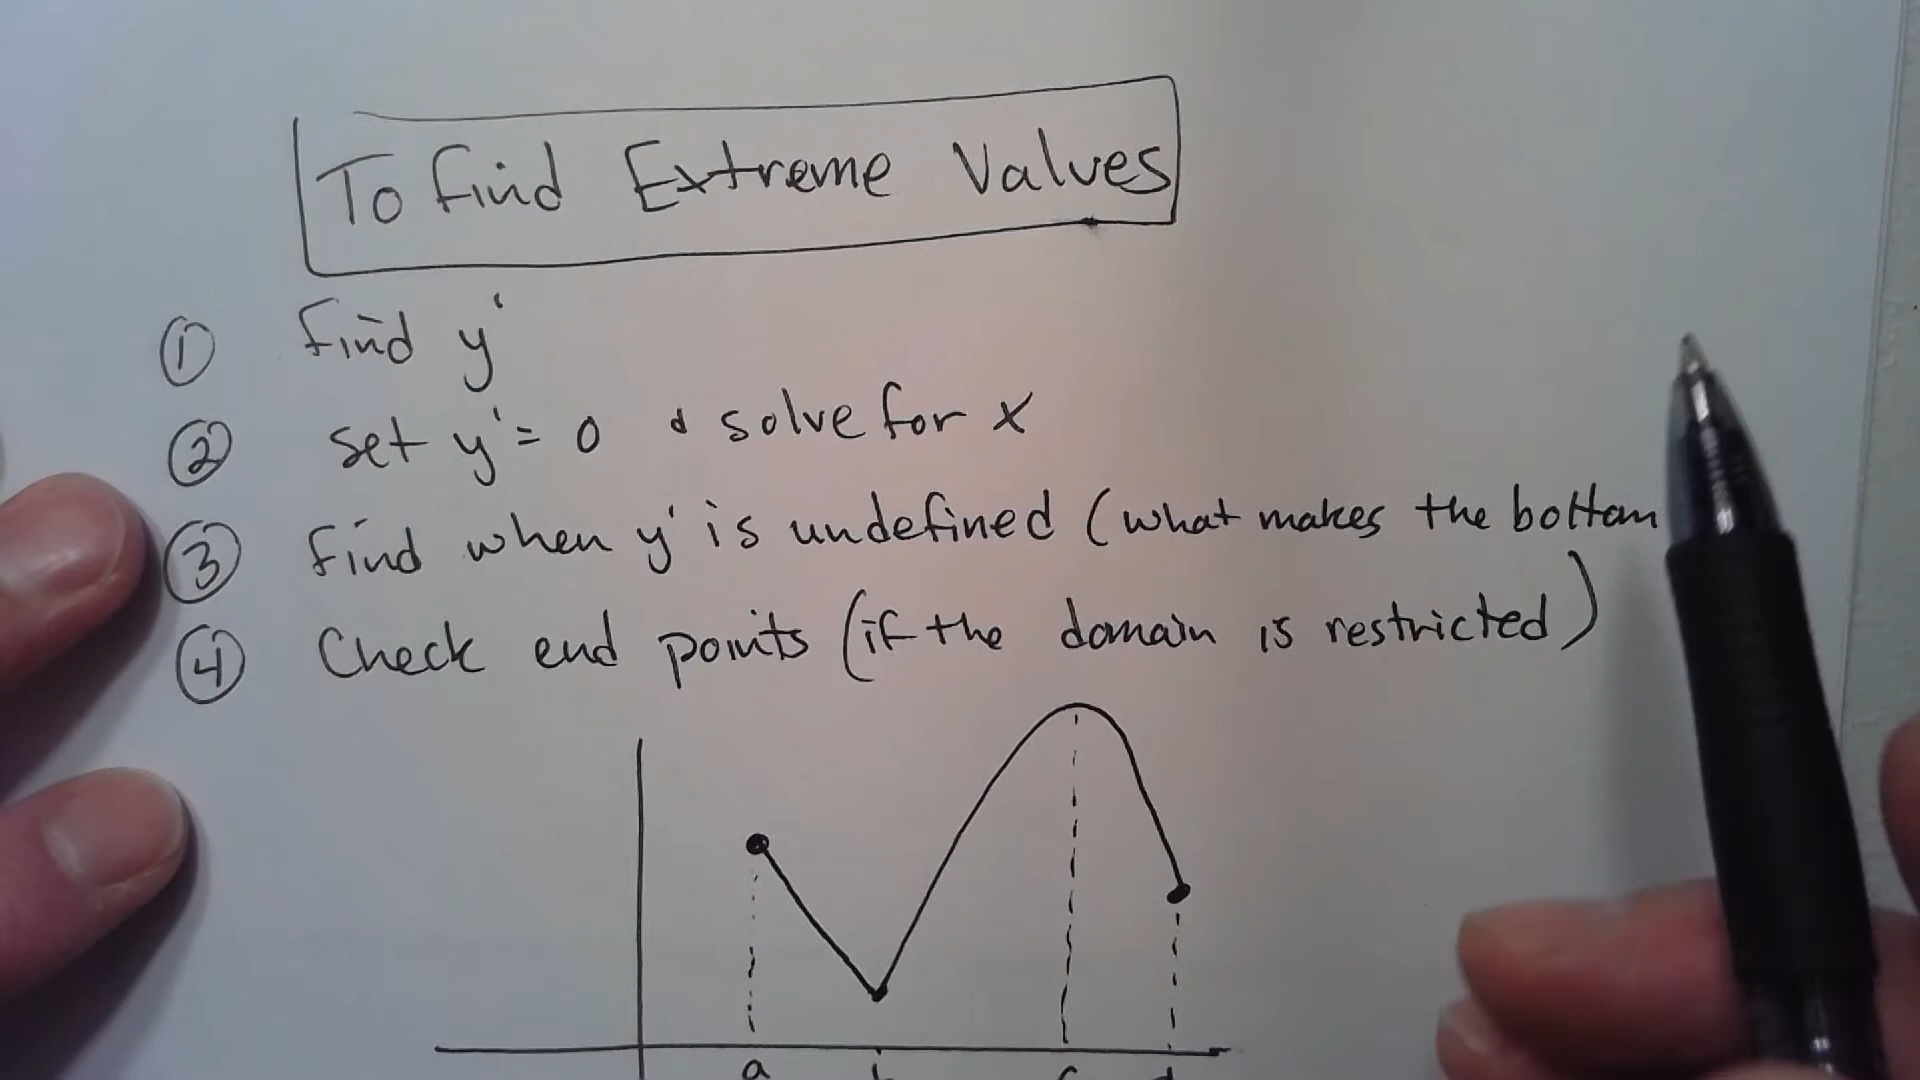 To find Extreme Values
① find y'
② set y' = 0 & solve for x
③ find when y' is undefined (what makes the bottom
④ Check end points (if the domain is restricted)
a